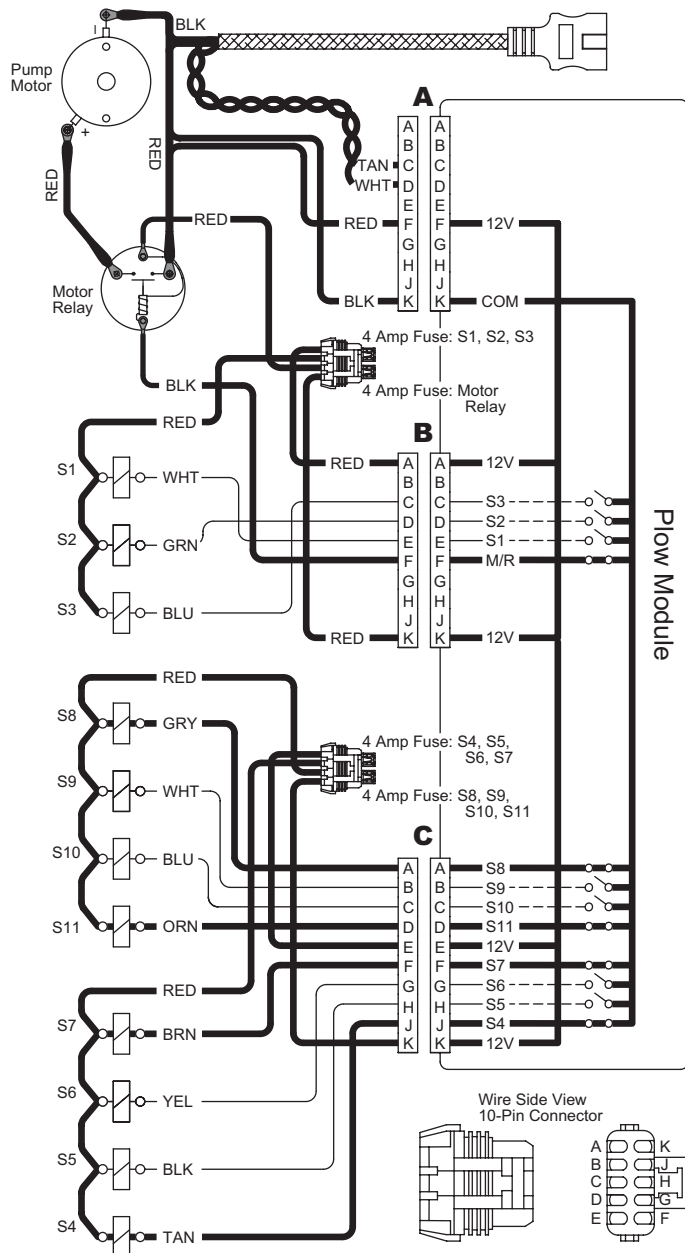 BLK
Pump
Motor
–
+
RED
RED
A
TAN
WHT
A
B
C
D
E
F
G
H
J
K
A
B
C
D
E
F
G
H
J
K
RED
RED
12V
Motor
Relay
BLK
COM
4 Amp Fuse: S1, S2, S3
4 Amp Fuse: Motor
Relay
BLK
RED
B
S1
WHT
S2
GRN
S3
BLU
RED
RED
A
B
C
D
E
F
G
H
J
K
A
B
C
D
E
F
G
H
J
K
12V
S3
S2
S1
M/R
12V
Plow Module
RED
S8
GRY
S9
WHT
S10
BLU
S11
ORN
4 Amp Fuse: S4, S5,
S6, S7
4 Amp Fuse: S8, S9,
S10, S11
C
A
B
C
D
E
F
G
H
J
K
A
B
C
D
E
F
G
H
J
K
S8
S9
S10
S11
12V
S7
S6
S5
S4
12V
RED
S7
BRN
S6
YEL
S5
BLK
S4
TAN
Wire Side View
10-Pin Connector
A K
B J
C H
D G
E F